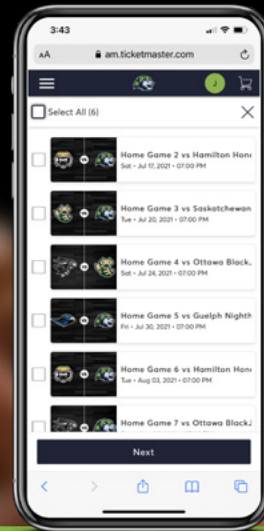 3:43
AA am.ticketmaster.com
J
Select All (6)
Home Game 2 vs Hamilton Hon
Sat • Jul 17, 2021 • 07:00 PM
Home Game 3 vs Saskatchewan
Tue • Jul 20, 2021 • 07:00 PM
Home Game 4 vs Ottawa Black
Sat • Jul 24, 2021 • 07:00 PM
Home Game 5 vs Guelph Nighth
Fri • Jul 30, 2021 • 07:00 PM
Home Game 6 vs Hamilton Hon
Tue • Aug 03, 2021 • 07:00 PM
Home Game 7 vs Ottawa BlackJ
Next